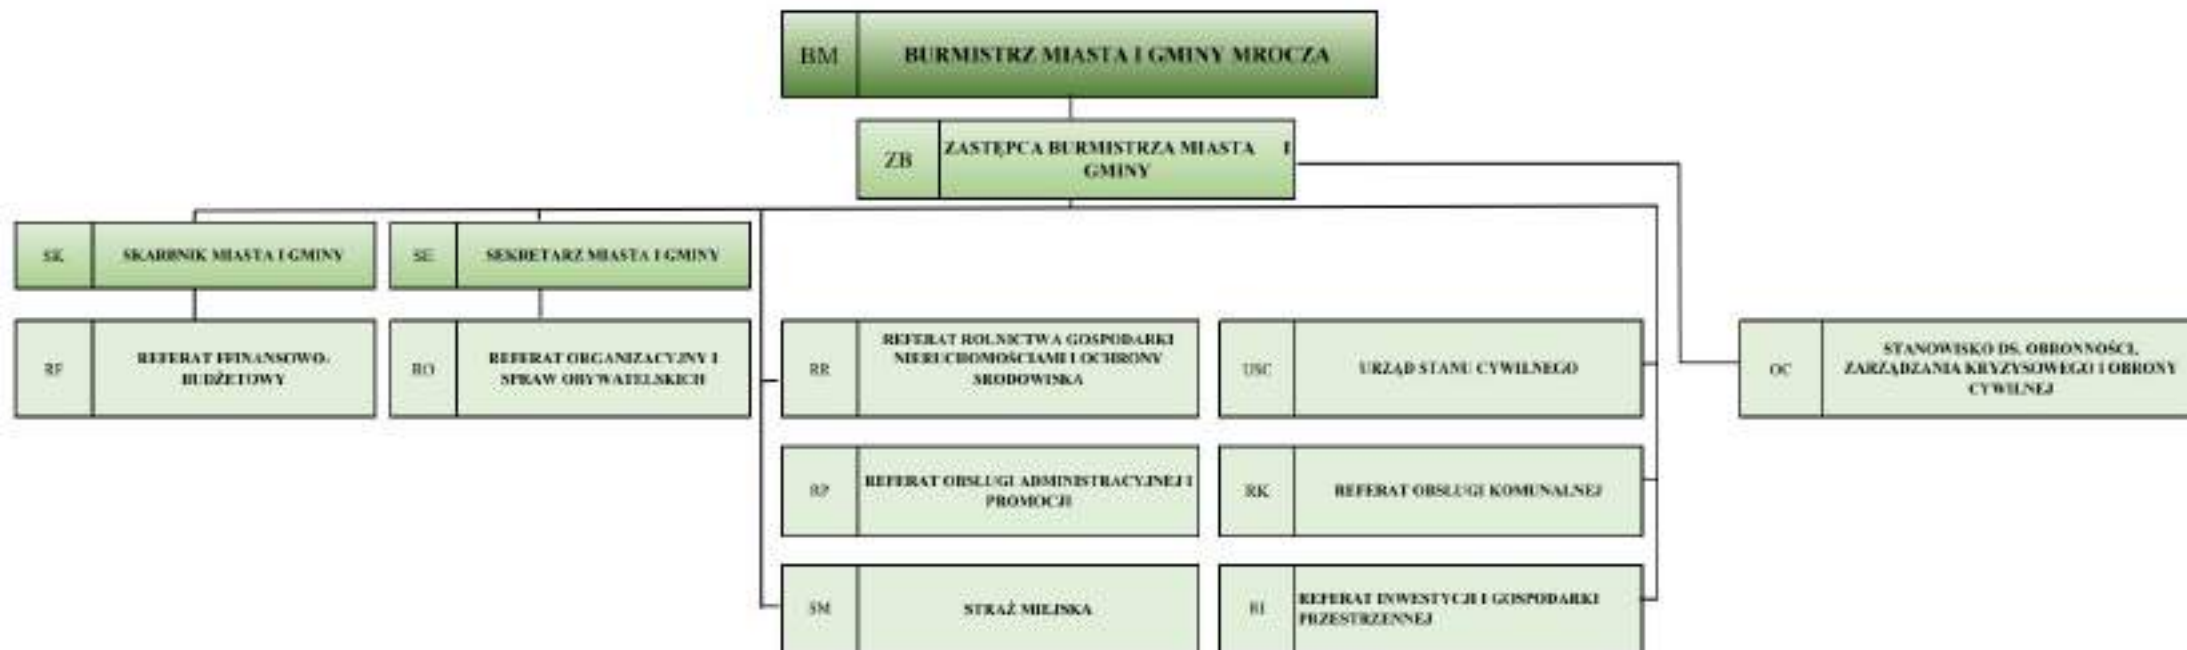 BM
BURMISTRZ MIASTA I GMINY MROCZA
ZB
ZASTĘPCA BURMISTRZA MIASTA I
GMINY
SK
SKARBNIK MIASTA I GMINY
SE
SEKRETARZ MIASTA I GMINY
RF
REFERAT FFINANSOWO-
BUDŻETOWY
RO
REFERAT ORGANIZACYJNY I
SPRAW OBYWATELSKICH
RR
REFERAT ROLNICTWA GOSPODARKI
NIERUCHOMOŚCIAMI I OCHRONY
SRODOWISKA
USC
URZĄD STANU CYWILNEGO
OC
STANOWISKO DS. OBRONNOŚCI,
ZARZĄDZANIA KRYZYSOWEGO I OBRONY
CYWILNEJ
RP
REFERAT OBSŁUGI ADMINISTRACYJNEJ I
PROMOCJI
RK
REFERAT OBSŁUGI KOMUNALNEJ
SM
STRAŻ MIEJSKA
RI
REFERAT INWESTYCJI I GOSPODARKI
PRZESTRZENNEJ